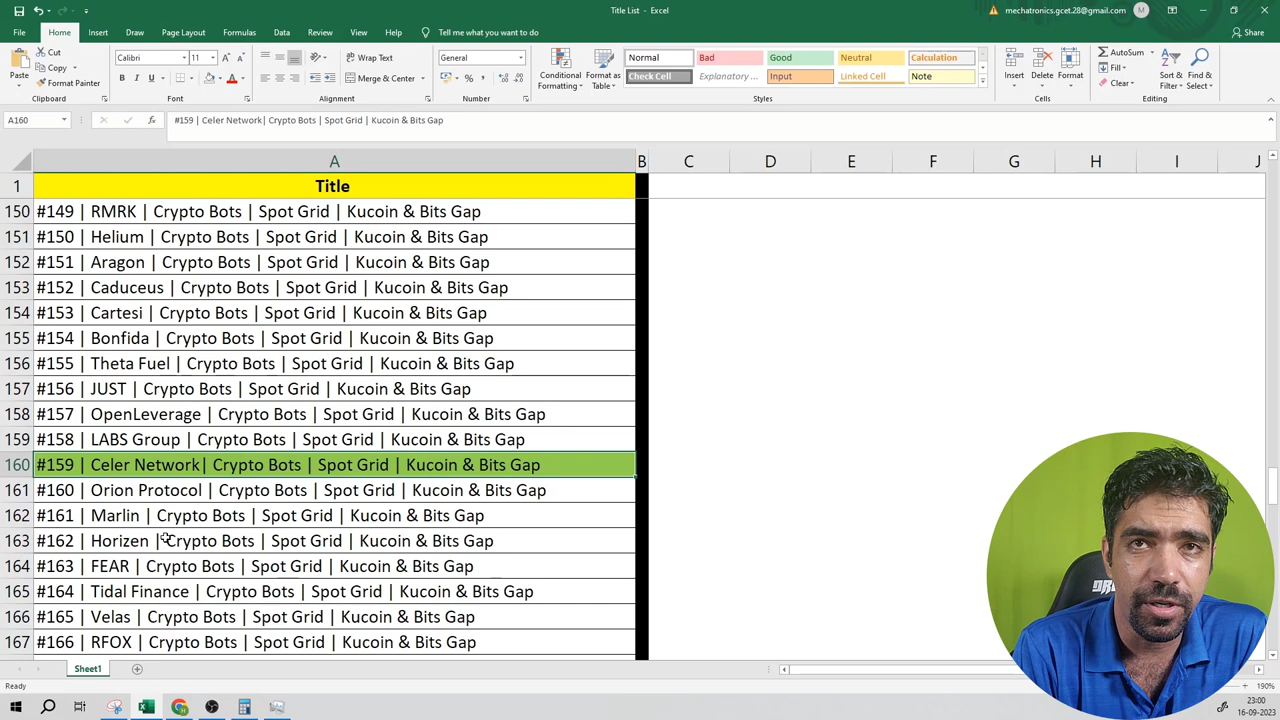 Title List - Excel
mechatronics.gcet.28@gmail.com
M
File
Home
Insert
Draw
Page Layout
Formulas
Data
Review
View
Help
Tell me what you want to do
Share
Paste
Cut
Copy
Format Painter
Clipboard
Calibri
11
B I U
Font
Wrap Text
Merge & Center
Alignment
General
%
Number
Conditional Formatting
Format as Table
Normal
Bad
Good
Neutral
Calculation
Check Cell
Explanatory ...
Input
Linked Cell
Note
Styles
Insert
Delete
Format
Cells
AutoSum
Fill
Clear
Sort & Filter
Find & Select
Editing
A160
fx
#159 | Celer Network| Crypto Bots | Spot Grid | Kucoin & Bits Gap
A B C D E F G H I J
1 Title
150 #149 | RMRK | Crypto Bots | Spot Grid | Kucoin & Bits Gap
151 #150 | Helium | Crypto Bots | Spot Grid | Kucoin & Bits Gap
152 #151 | Aragon | Crypto Bots | Spot Grid | Kucoin & Bits Gap
153 #152 | Caduceus | Crypto Bots | Spot Grid | Kucoin & Bits Gap
154 #153 | Cartesi | Crypto Bots | Spot Grid | Kucoin & Bits Gap
155 #154 | Bonfida | Crypto Bots | Spot Grid | Kucoin & Bits Gap
156 #155 | Theta Fuel | Crypto Bots | Spot Grid | Kucoin & Bits Gap
157 #156 | JUST | Crypto Bots | Spot Grid | Kucoin & Bits Gap
158 #157 | OpenLeverage | Crypto Bots | Spot Grid | Kucoin & Bits Gap
159 #158 | LABS Group | Crypto Bots | Spot Grid | Kucoin & Bits Gap
160 #159 | Celer Network| Crypto Bots | Spot Grid | Kucoin & Bits Gap
161 #160 | Orion Protocol | Crypto Bots | Spot Grid | Kucoin & Bits Gap
162 #161 | Marlin | Crypto Bots | Spot Grid | Kucoin & Bits Gap
163 #162 | Horizen | Crypto Bots | Spot Grid | Kucoin & Bits Gap
164 #163 | FEAR | Crypto Bots | Spot Grid | Kucoin & Bits Gap
165 #164 | Tidal Finance | Crypto Bots | Spot Grid | Kucoin & Bits Gap
166 #165 | Velas | Crypto Bots | Spot Grid | Kucoin & Bits Gap
167 #166 | RFOX | Crypto Bots | Spot Grid | Kucoin & Bits Gap
Sheet1
Ready
190%
23:00
16-09-2023